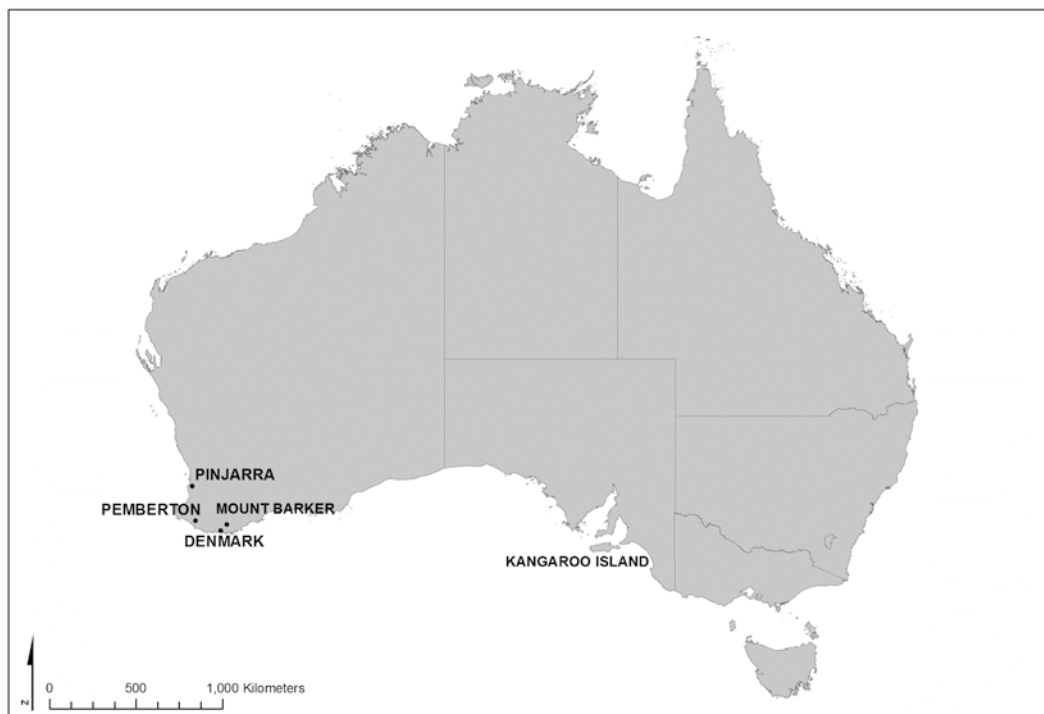 PINJARRA
PEMBERTON
MOUNT BARKER
DENMARK
KANGAROO ISLAND
N
0
500
1,000 Kilometers